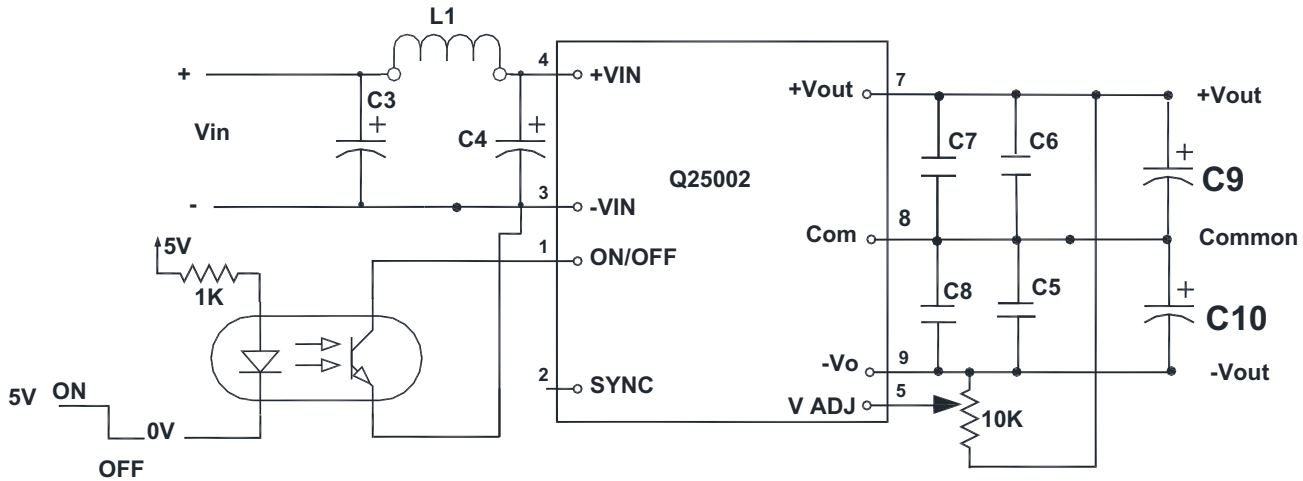 L1
+
C3
+
Vin
C4
+
-
4
+VIN
3
-VIN
1
ON/OFF
2
SYNC
Q25002
+Vout
7
Com
8
-Vo
9
V ADJ
5
C7
C6
+
C9
+Vout
Common
C8
C5
+
C10
-Vout
10K
5V
1K
5V
ON
0V
OFF